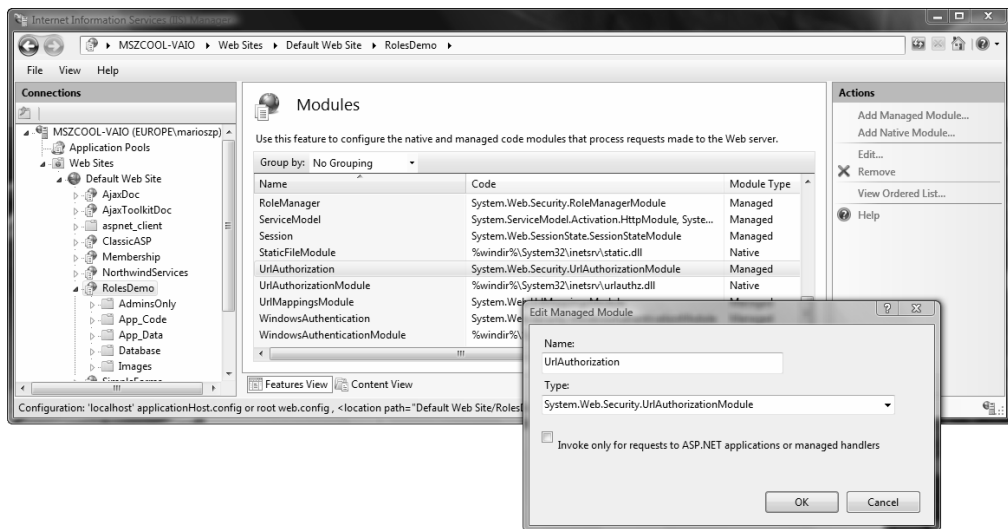 Internet Information Services (IIS) Manager
MSZCOOL-VAIO ▸ Web Sites ▸ Default Web Site ▸ RolesDemo ▸
File View Help
Connections
MSZCOOL-VAIO (EUROPE\marioszp)
Application Pools
Web Sites
Default Web Site
AjaxDoc
AjaxToolkitDoc
aspnet_client
ClassicASP
Membership
NorthwindServices
RolesDemo
AdminsOnly
App_Code
App_Data
Database
Images
Modules
Use this feature to configure the native and managed code modules that process requests made to the Web server.
Group by: No Grouping
Name Code Module Type
RoleManager System.Web.Security.RoleManagerModule Managed
ServiceModel System.ServiceModel.Activation.HttpModule, Syste... Managed
Session System.Web.SessionState.SessionStateModule Managed
StaticFileModule %windir%\System32\inetsrv\static.dll Native
UrlAuthorization System.Web.Security.UrlAuthorizationModule Managed
UrlAuthorizationModule %windir%\System32\inetsrv\urlauthz.dll Native
UrlMappingsModule
WindowsAuthentication
WindowsAuthenticationModule %windir%\
Features View Content View
Configuration: 'localhost' applicationHost.config or root web.config, <location path="Default Web Site/Roles
Actions
Add Managed Module...
Add Native Module...
Edit...
Remove
View Ordered List...
Help
Edit Managed Module
Name:
UrlAuthorization
Type:
System.Web.Security.UrlAuthorizationModule
Invoke only for requests to ASP.NET applications or managed handlers
OK Cancel